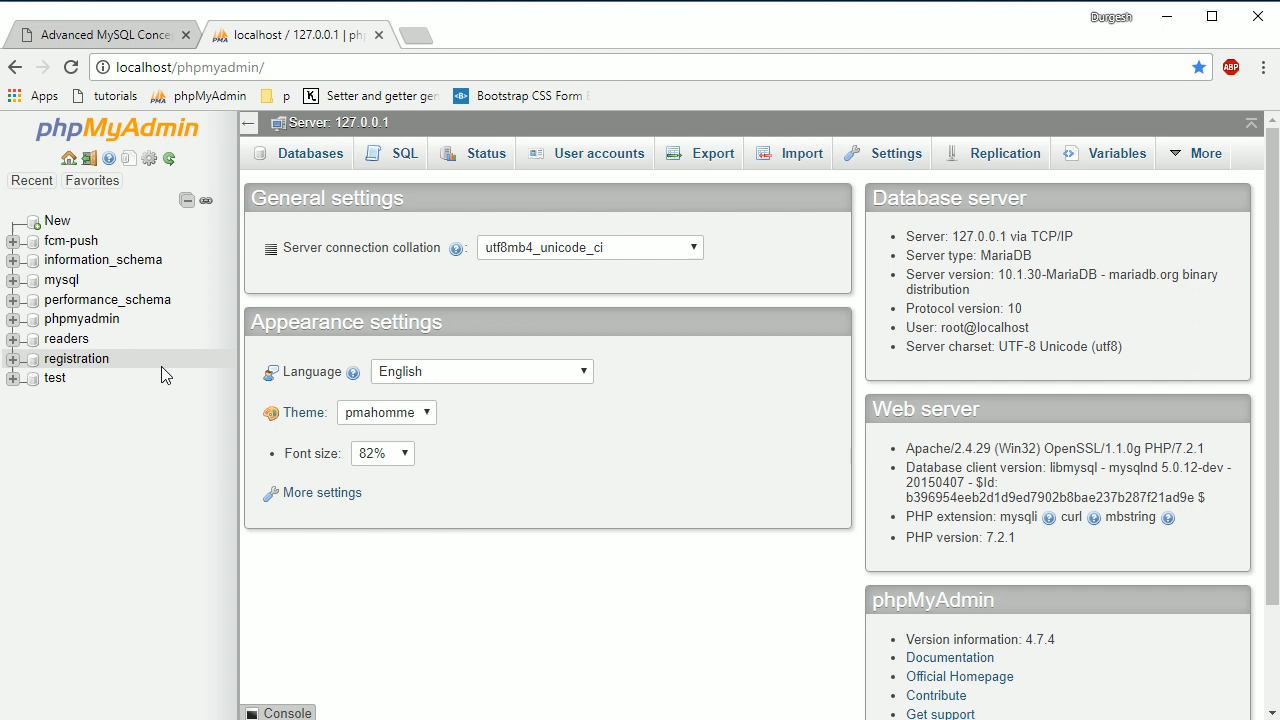 Durgesh
Advanced MySQL Conce
localhost / 127.0.0.1 | ph
localhost/phpmyadmin/
ABP
Apps
tutorials
phpMyAdmin
p
Setter and getter gen
Bootstrap CSS Form
phpMyAdmin
Recent
Favorites
New
fcm-push
information_schema
mysql
performance_schema
phpmyadmin
readers
registration
test
Server: 127.0.0.1
Databases
SQL
Status
User accounts
Export
Import
Settings
Replication
Variables
More
General settings
Server connection collation
:
utf8mb4_unicode_ci
Appearance settings
Language
English
Theme:
pmahomme
• Font size:
82%
More settings
Database server
• Server: 127.0.0.1 via TCP/IP
• Server type: MariaDB
• Server version: 10.1.30-MariaDB - mariadb.org binary
distribution
• Protocol version: 10
• User: root@localhost
• Server charset: UTF-8 Unicode (utf8)
Web server
• Apache/2.4.29 (Win32) OpenSSL/1.1.0g PHP/7.2.1
• Database client version: libmysql - mysqlnd 5.0.12-dev -
20150407 - $Id:
b396954eeb2d1d9ed7902b8bae237b287f21ad9e $
• PHP extension: mysqli curl mbstring
• PHP version: 7.2.1
phpMyAdmin
• Version information: 4.7.4
• Documentation
• Official Homepage
• Contribute
• Get support
Console